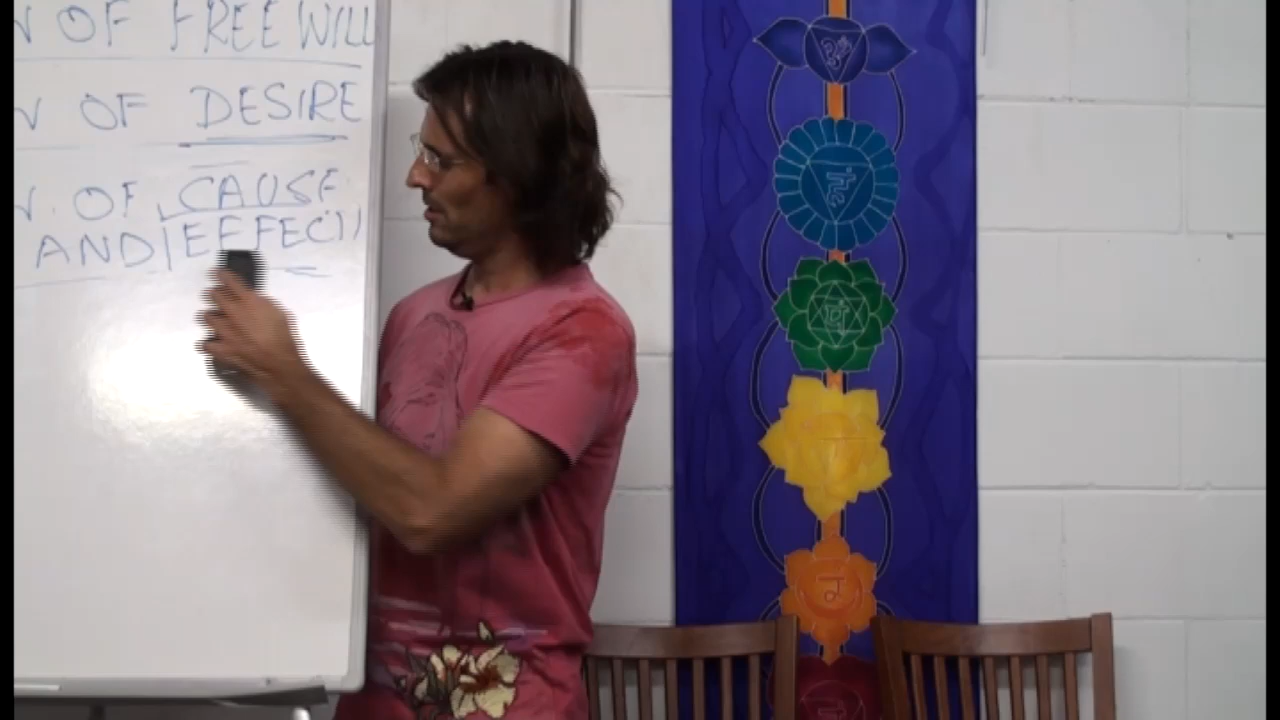 W OF FREE WILL
W OF DESIRE
W OF CAUSE
AND EFFECT
ॐ